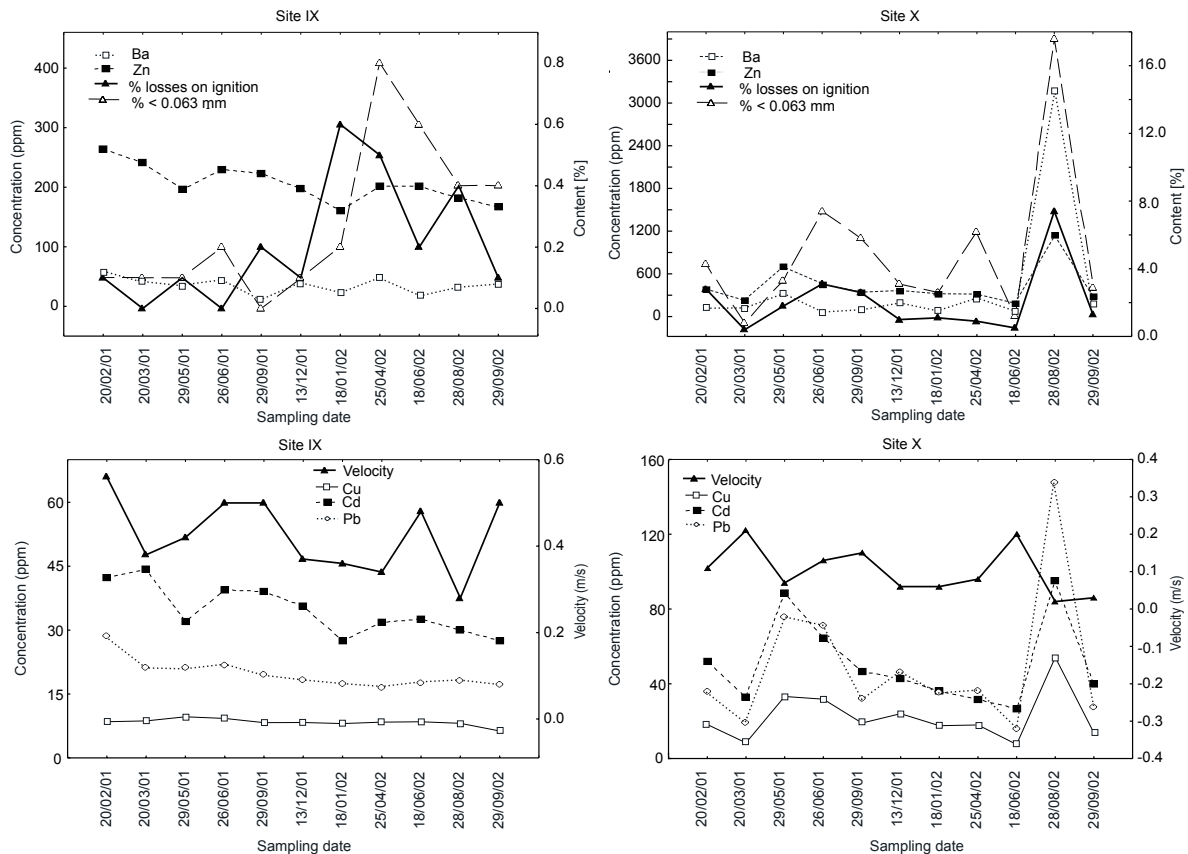 Site IX
Ba
Zn
% losses on ignition
% < 0.063 mm
Concentration (ppm)
400
300
200
100
0
0.8
0.6
0.4
0.2
0.0
Content [%]
20/02/01
20/03/01
29/05/01
26/06/01
29/09/01
13/12/01
18/01/02
25/04/02
18/06/02
28/08/02
29/09/02
Sampling date
Site X
Ba
Zn
% losses on ignition
% < 0.063 mm
Concentration (ppm)
3600
3000
2400
1800
1200
600
0
16.0
12.0
8.0
4.0
0.0
Content [%]
20/02/01
20/03/01
29/05/01
26/06/01
29/09/01
13/12/01
18/01/02
25/04/02
18/06/02
28/08/02
29/09/02
Sampling date
Site IX
Velocity
Cu
Cd
Pb
Concentration (ppm)
60
45
30
15
0
0.6
0.4
0.2
0.0
Velocity (m/s)
20/02/01
20/03/01
29/05/01
26/06/01
29/09/01
13/12/01
18/01/02
25/04/02
18/06/02
28/08/02
29/09/02
Sampling date
Site X
Velocity
Cu
Cd
Pb
Concentration (ppm)
160
120
80
40
0
0.4
0.3
0.2
0.1
0.0
-0.1
-0.2
-0.3
-0.4
Velocity (m/s)
20/02/01
20/03/01
29/05/01
26/06/01
29/09/01
13/12/01
18/01/02
25/04/02
18/06/02
28/08/02
29/09/02
Sampling date